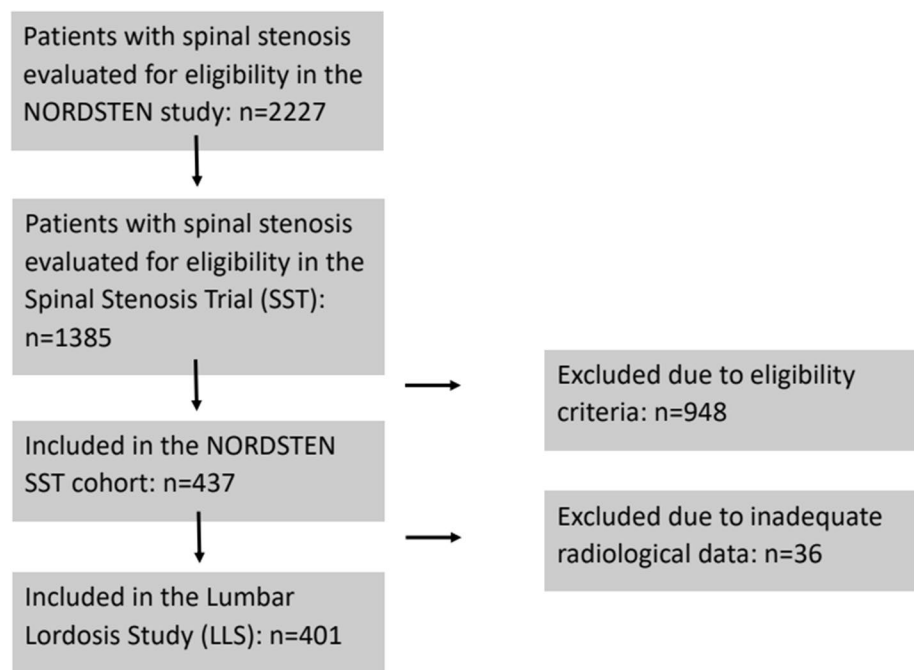 Patients with spinal stenosis
evaluated for eligibility in the
NORDSTEN study: n=2227
Patients with spinal stenosis
evaluated for eligibility in the
Spinal Stenosis Trial (SST):
n=1385
Excluded due to eligibility
criteria: n=948
Included in the NORDSTEN
SST cohort: n=437
Excluded due to inadequate
radiological data: n=36
Included in the Lumbar
Lordosis Study (LLS): n=401